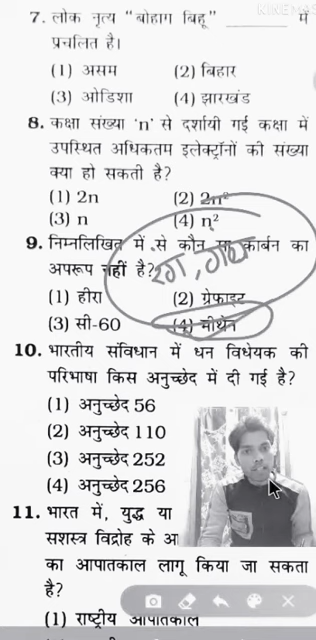 KINEMAS
7. लोक नृत्य "बोहाग बिहू" ________ में
प्रचलित है।
(1) असम (2) बिहार
(3) ओडिशा (4) झारखंड
8. कक्षा संख्या 'n' से दर्शायी गई कक्षा में
उपस्थित अधिकतम इलेक्ट्रॉनों की संख्या
क्या हो सकती है?
(1) 2n (2) 2n²
(3) n (4) n²
9. निम्नलिखित में से कौन सा कार्बन का
अपरूप नहीं है?
(1) हीरा (2) ग्रेफाइट
(3) सी-60 (4) मीथेन
10. भारतीय संविधान में धन विधेयक की
परिभाषा किस अनुच्छेद में दी गई है?
(1) अनुच्छेद 56
(2) अनुच्छेद 110
(3) अनुच्छेद 252
(4) अनुच्छेद 256
11. भारत में, युद्ध या
सशस्त्र विद्रोह के आ
का आपातकाल लागू किया जा सकता
है?
(1) राष्ट्रीय आपातकाल